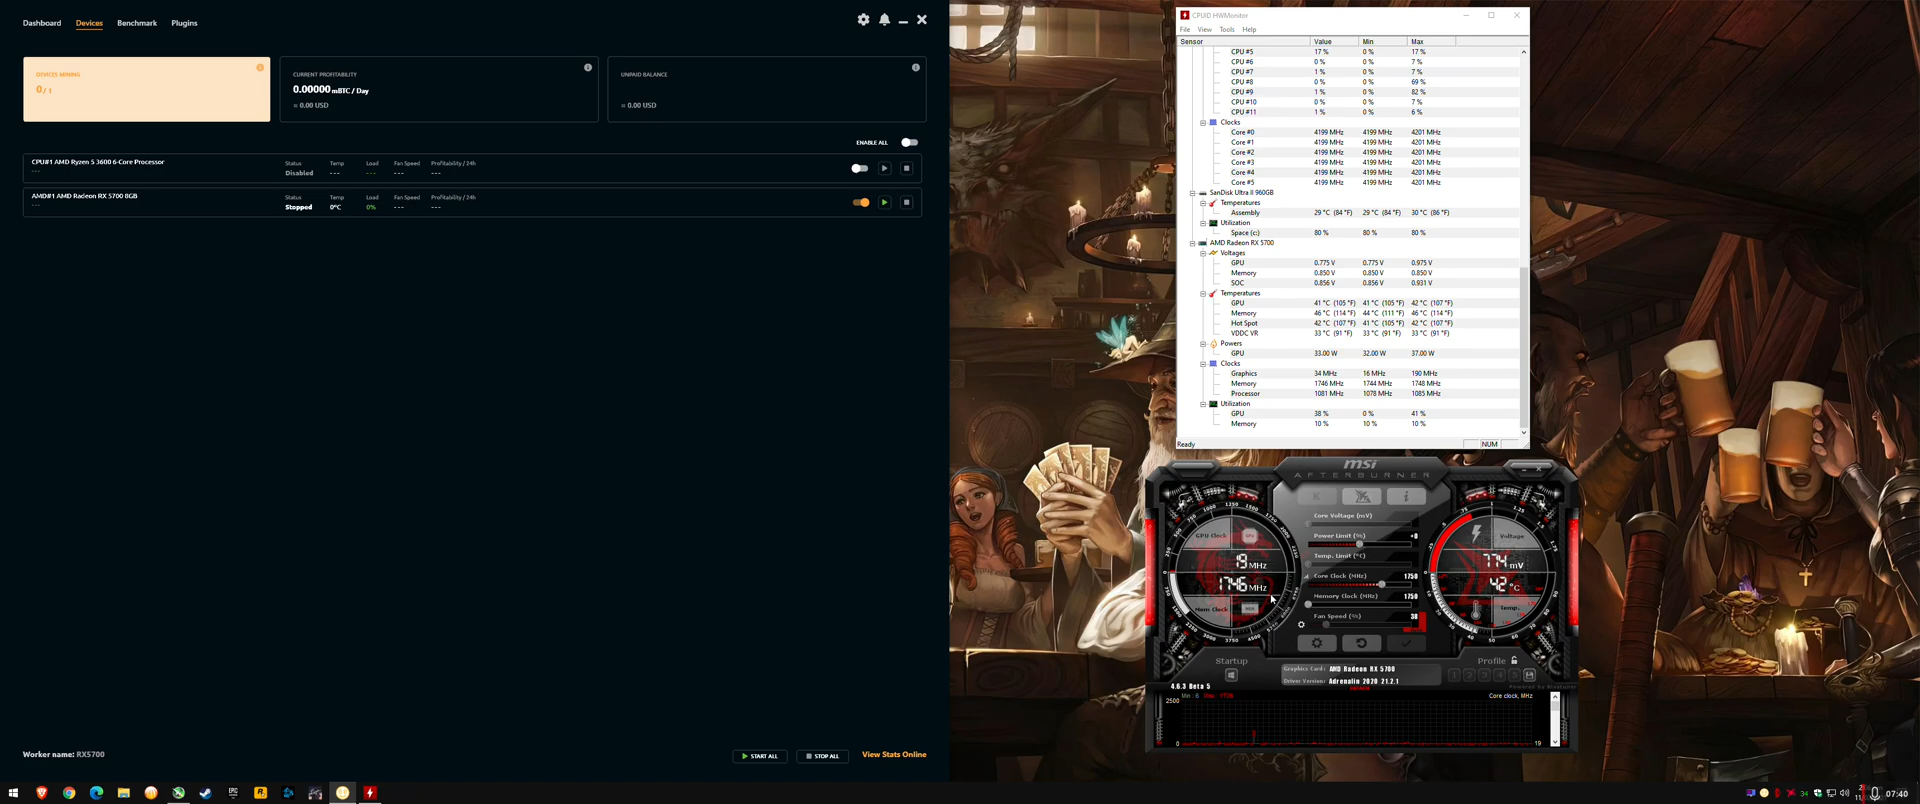 Dashboard Devices Benchmark Plugins
DEVICES MINING
0 / 1
CURRENT PROFITABILITY
0.00000 mBTC / Day
≈ 0.00 USD
UNPAID BALANCE
≈ 0.00 USD
ENABLE ALL
CPU#1 AMD Ryzen 5 3600 6-Core Processor
---
Status Temp Load Fan Speed Profitability / 24h
Disabled --- --- --- ---
AMD#1 AMD Radeon RX 5700 8GB
---
Status Temp Load Fan Speed Profitability / 24h
Stopped 0°C 0% --- ---
Worker name: RX5700
START ALL
STOP ALL
View Stats Online
CPUID HWMonitor
File View Tools Help
Sensor Value Min Max
CPU #5 17 % 0 % 17 %
CPU #6 0 % 0 % 7 %
CPU #7 1 % 0 % 7 %
CPU #8 0 % 0 % 69 %
CPU #9 1 % 0 % 82 %
CPU #10 0 % 0 % 7 %
CPU #11 1 % 0 % 6 %
Clocks
Core #0 4199 MHz 4199 MHz 4201 MHz
Core #1 4199 MHz 4199 MHz 4201 MHz
Core #2 4199 MHz 4199 MHz 4201 MHz
Core #3 4199 MHz 4199 MHz 4201 MHz
Core #4 4199 MHz 4199 MHz 4201 MHz
Core #5 4199 MHz 4199 MHz 4201 MHz
SanDisk Ultra II 960GB
Temperatures
Assembly 29 °C (84 °F) 29 °C (84 °F) 30 °C (86 °F)
Utilization
Space (c:) 80 % 80 % 80 %
AMD Radeon RX 5700
Voltages
GPU 0.775 V 0.775 V 0.975 V
Memory 0.850 V 0.850 V 0.850 V
SOC 0.856 V 0.856 V 0.931 V
Temperatures
GPU 41 °C (105 °F) 41 °C (105 °F) 42 °C (107 °F)
Memory 46 °C (114 °F) 44 °C (111 °F) 46 °C (114 °F)
Hot Spot 42 °C (107 °F) 41 °C (105 °F) 42 °C (107 °F)
VDDC VR 33 °C (91 °F) 33 °C (91 °F) 33 °C (91 °F)
Powers
GPU 33.00 W 32.00 W 37.00 W
Clocks
Graphics 34 MHz 16 MHz 190 MHz
Memory 1746 MHz 1744 MHz 1748 MHz
Processor 1081 MHz 1078 MHz 1085 MHz
Utilization
GPU 38 % 0 % 41 %
Memory 10 % 10 % 10 %
Ready NUM
msi
AFTERBURNER
Core Voltage (mV)
Power Limit (%) +0
Temp. Limit (°C)
Core Clock (MHz) 1750
Memory Clock (MHz) 1750
Fan Speed (%) 38
GPU Clock
GPU
19 MHz
1746 MHz
Mem Clock
MEM
Voltage
774 mV
42 °C
Temp.
Startup
Profile
1 2 3 4 5
Graphics Card: AMD Radeon RX 5700
Driver Version: Adrenalin 2020 21.2.1
4.6.3 Beta 5
DETACH
Core clock, MHz
2500
0
19
EPIC
34
07:40